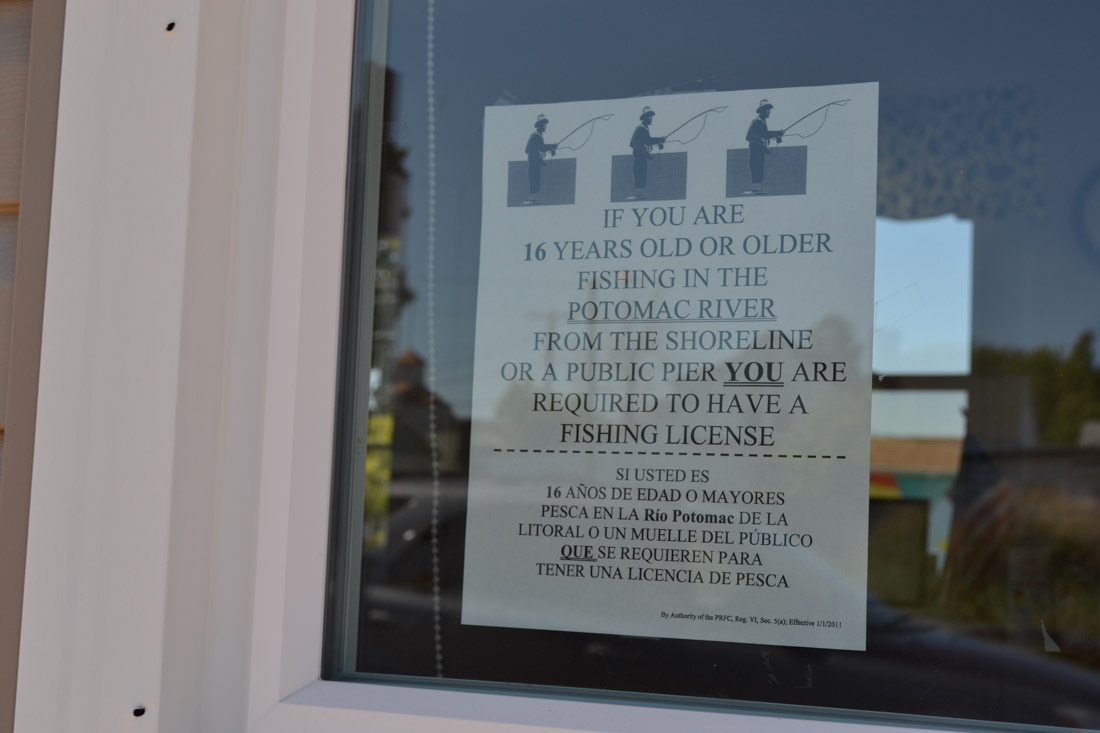 IF YOU ARE
16 YEARS OLD OR OLDER
FISHING IN THE
POTOMAC RIVER
FROM THE SHORELINE
OR A PUBLIC PIER YOU ARE
REQUIRED TO HAVE A
FISHING LICENSE
SI USTED ES
16 AÑOS DE EDAD O MAYORES
PESCA EN LA Río Potomac DE LA
LITORAL O UN MUELLE DEL PÚBLICO
QUE SE REQUIEREN PARA
TENER UNA LICENCIA DE PESCA
By Authority of the PRFC, Reg. VI, Sec. 5(a); Effective 1/1/2011